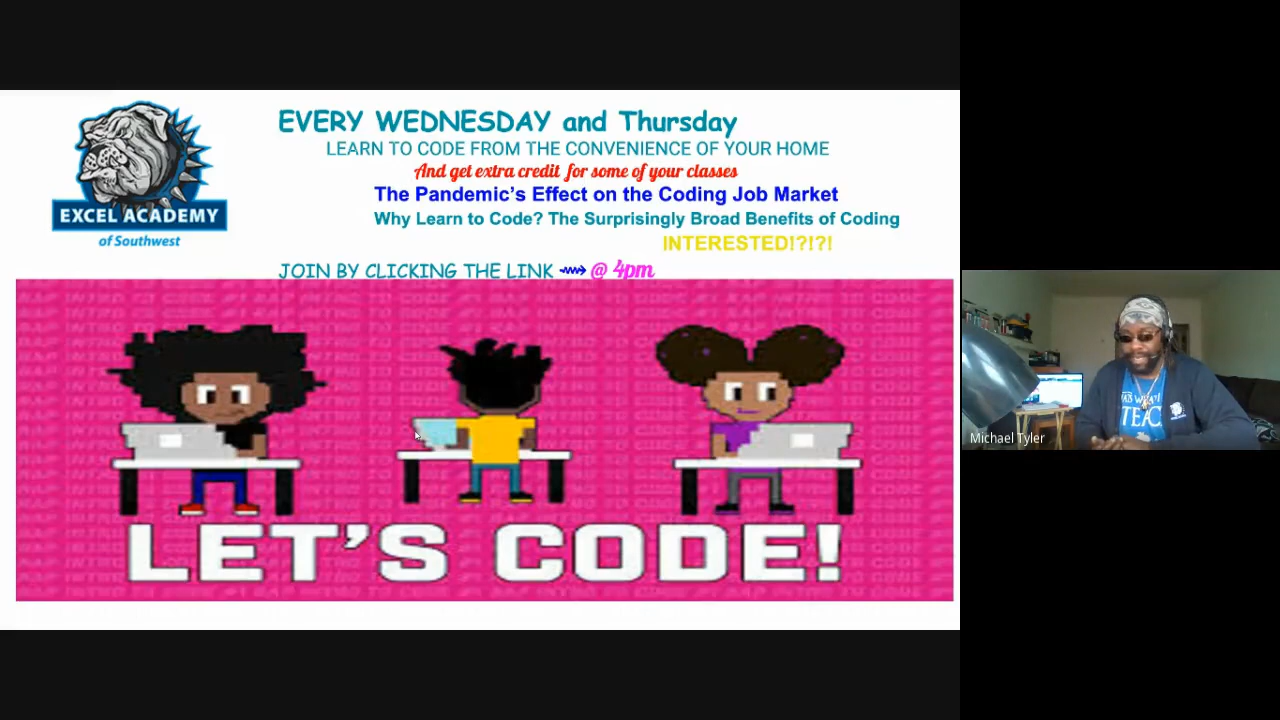 EXCEL ACADEMY
of Southwest
EVERY WEDNESDAY and Thursday
LEARN TO CODE FROM THE CONVENIENCE OF YOUR HOME
And get extra credit for some of your classes
The Pandemic's Effect on the Coding Job Market
Why Learn to Code? The Surprisingly Broad Benefits of Coding
INTERESTED!?!?!
JOIN BY CLICKING THE LINK ⟿ @ 4pm
LET'S CODE!
Michael Tyler